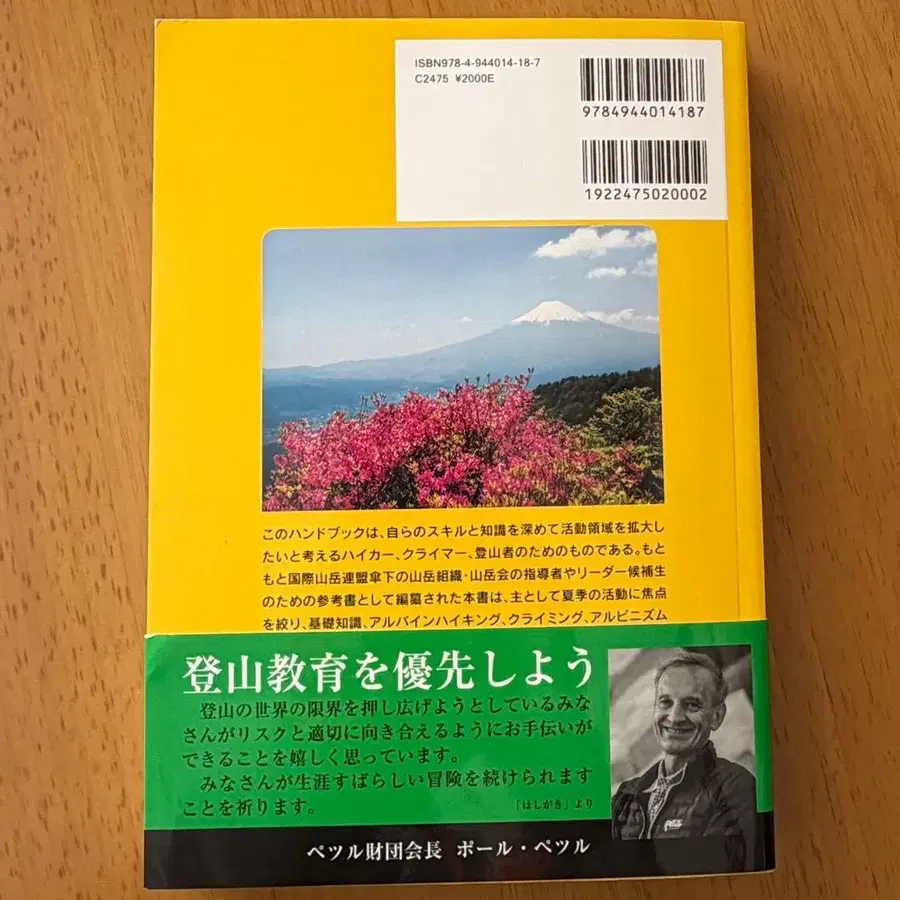 ISBN978-4-944014-18-7
C2475 ¥2000E
9784944014187
1922475020002
このハンドブックは、自らのスキルと知識を深めて活動領域を拡大し
たいと考えるハイカー、クライマー、登山者のためのものである。もと
もと国際山岳連盟傘下の山岳組織・山岳会の指導者やリーダー候補生
のための参考書として編纂された本書は、主として夏季の活動に焦点
を絞り、基礎知識、アルパインハイキング、クライミング、アルピニズム
登山教育を優先しよう
登山の世界の限界を押し広げようとしているみな
さんがリスクと適切に向き合えるようにお手伝いが
できることを嬉しく思っています。
みなさんが生涯すばらしい冒険を続けられます
ことを祈ります。
「はしがき」より
ペツル財団会長 ポール・ペツル